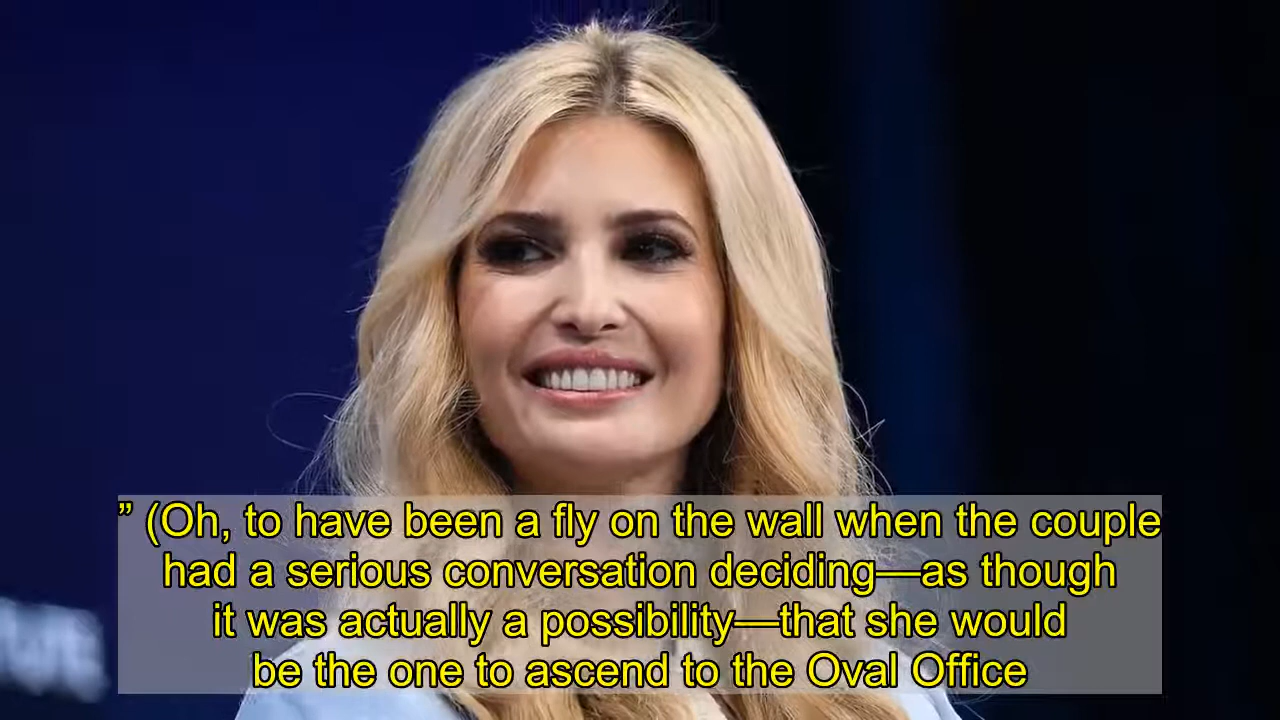 ” (Oh, to have been a fly on the wall when the couple
had a serious conversation deciding—as though
it was actually a possibility—that she would
be the one to ascend to the Oval Office